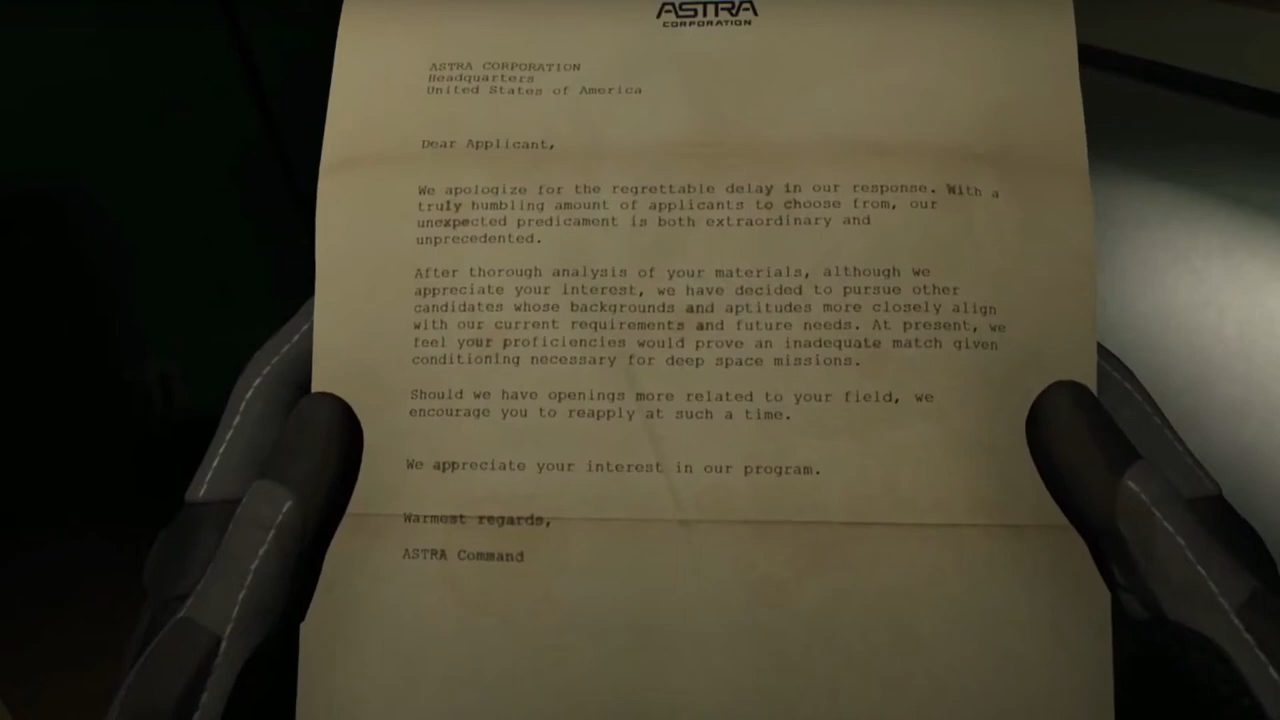 ASTRA
CORPORATION
ASTRA CORPORATION
Headquarters
United States of America
Dear Applicant,
We apologize for the regrettable delay in our response. With a
truly humbling amount of applicants to choose from, our
unexpected predicament is both extraordinary and
unprecedented.
After thorough analysis of your materials, although we
appreciate your interest, we have decided to pursue other
candidates whose backgrounds and aptitudes more closely align
with our current requirements and future needs. At present, we
feel your proficiencies would prove an inadequate match given
conditioning necessary for deep space missions.
Should we have openings more related to your field, we
encourage you to reapply at such a time.
We appreciate your interest in our program.
Warmest regards,
ASTRA Command